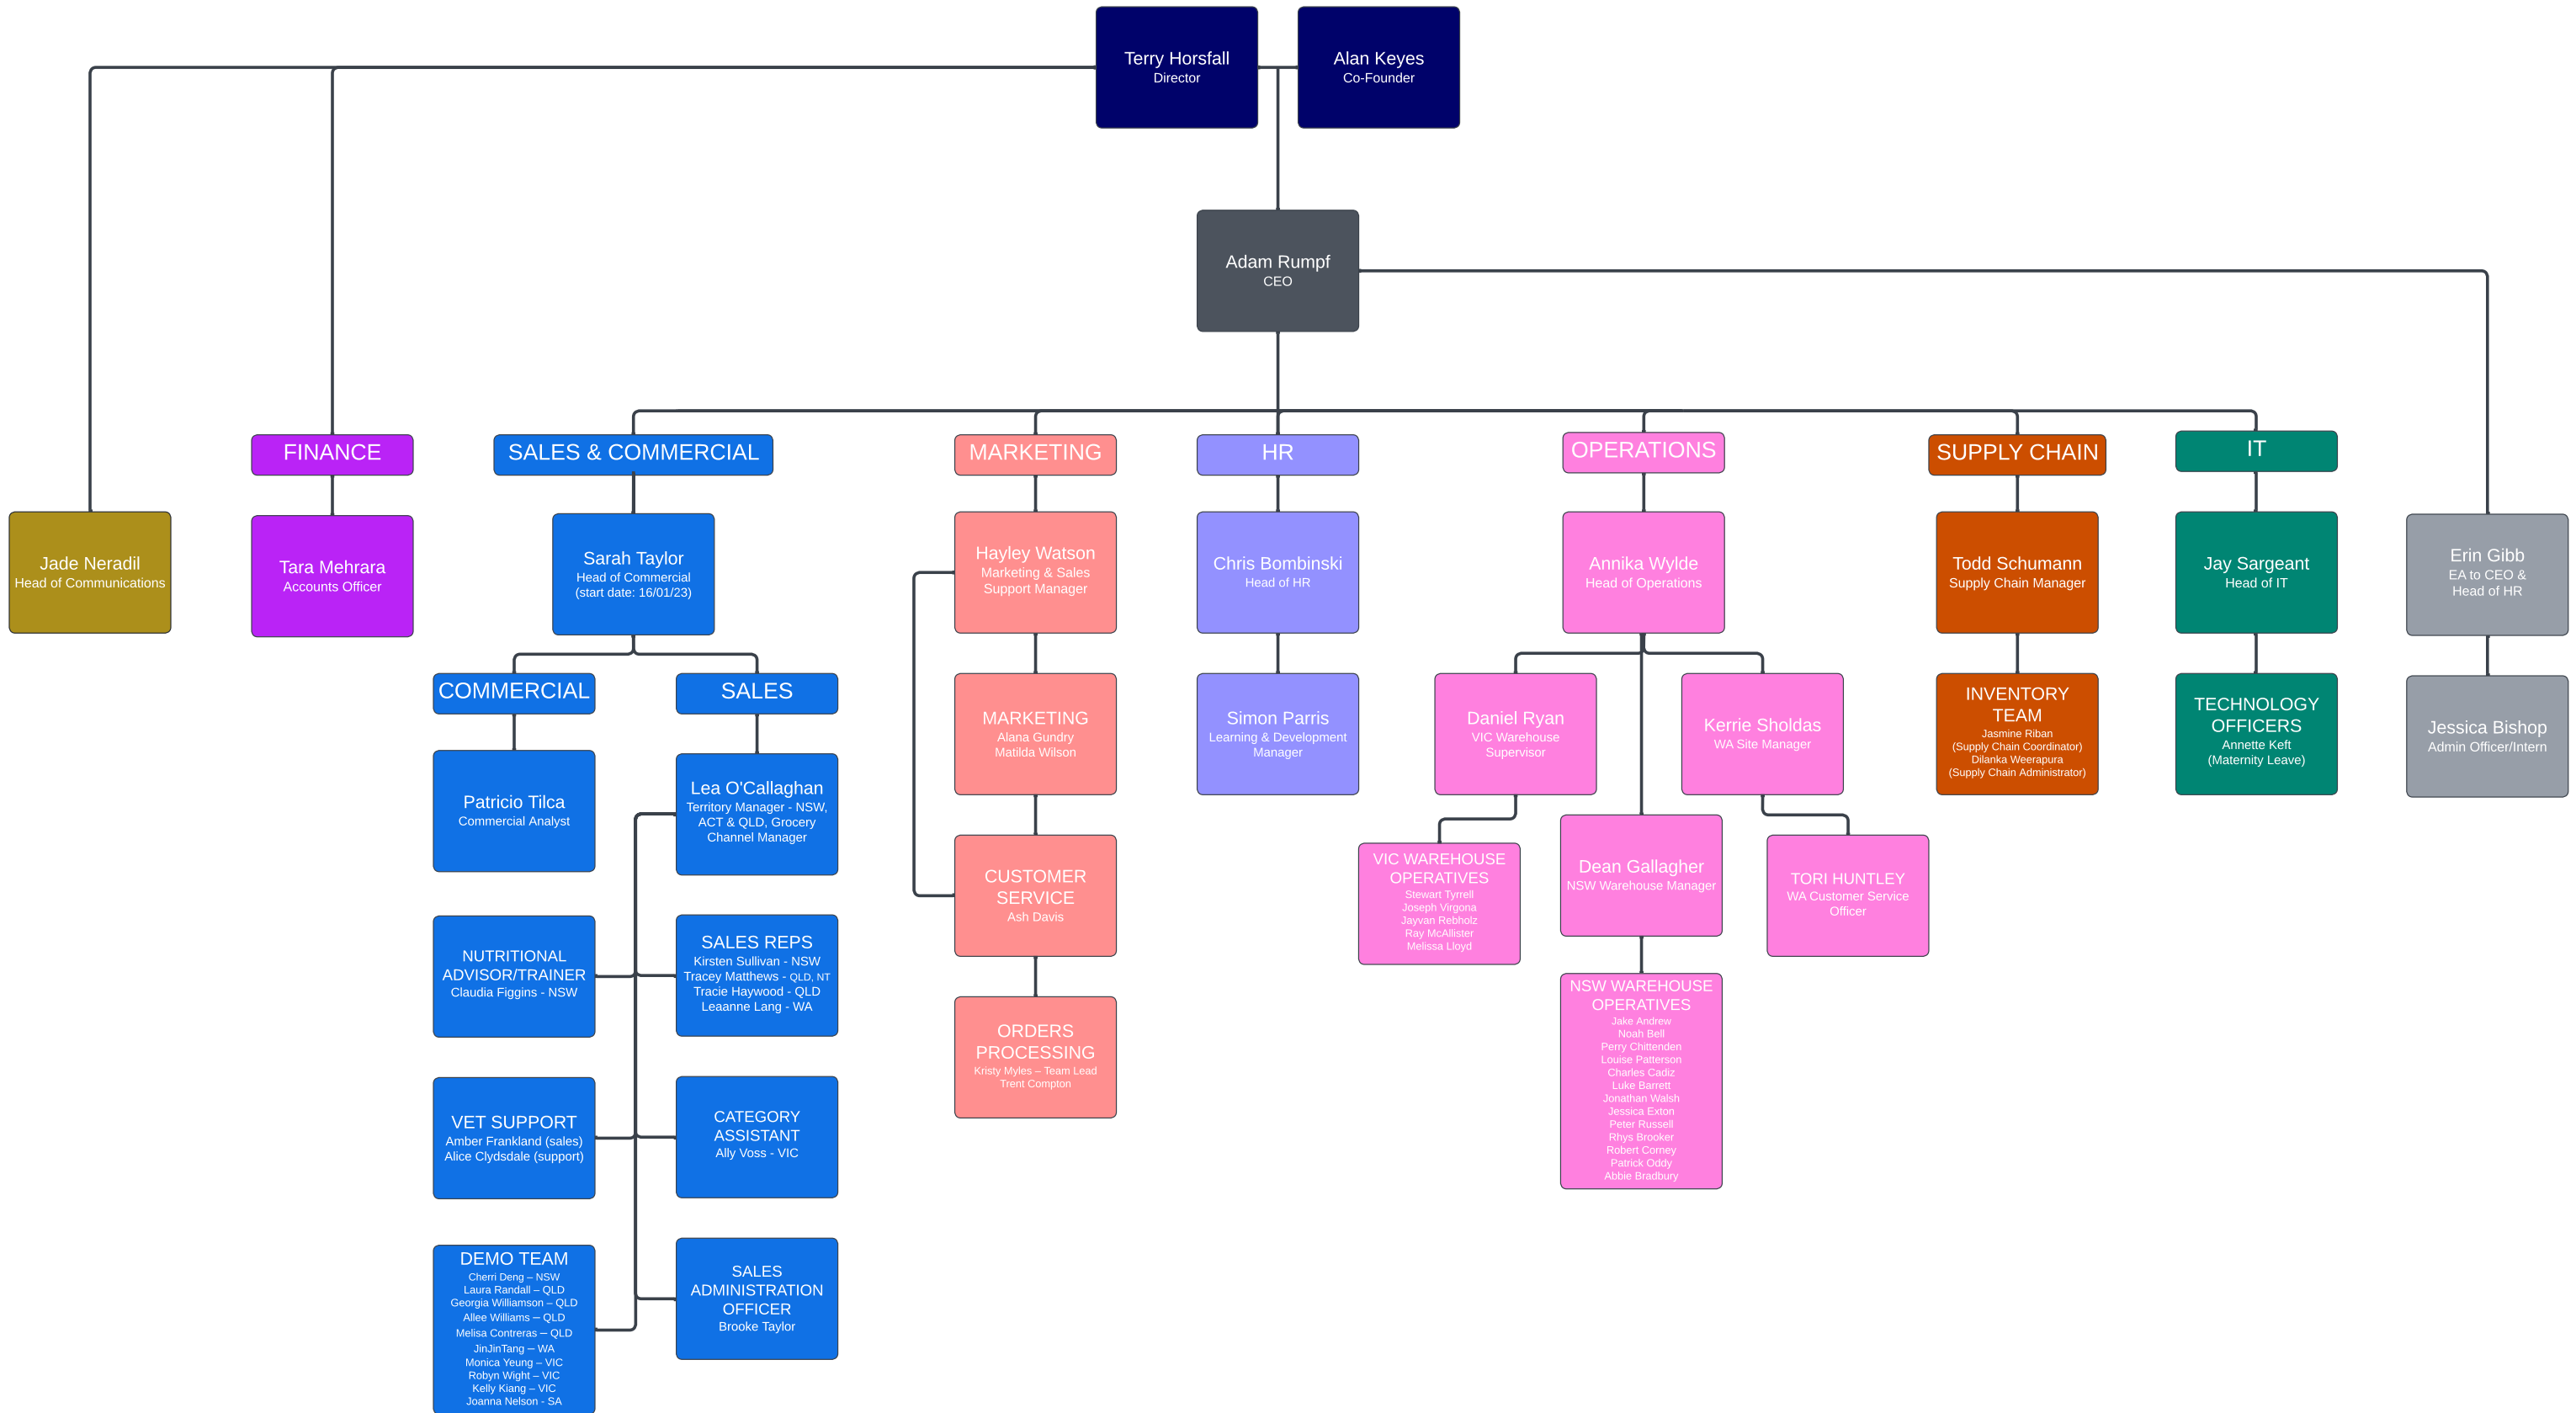 Terry Horsfall
Director
Alan Keyes
Co-Founder
Adam Rumpf
CEO
FINANCE
SALES & COMMERCIAL
MARKETING
HR
OPERATIONS
SUPPLY CHAIN
IT
Jade Neradil
Head of Communications
Tara Mehrara
Accounts Officer
Sarah Taylor
Head of Commercial
(start date: 16/01/23)
Hayley Watson
Marketing & Sales
Support Manager
Chris Bombinski
Head of HR
Annika Wylde
Head of Operations
Todd Schumann
Supply Chain Manager
Jay Sargeant
Head of IT
Erin Gibb
EA to CEO &
Head of HR
COMMERCIAL
SALES
MARKETING
Alana Gundry
Matilda Wilson
Simon Parris
Learning & Development
Manager
Daniel Ryan
VIC Warehouse
Supervisor
Kerrie Sholdas
WA Site Manager
INVENTORY
TEAM
Jasmine Riban
(Supply Chain Coordinator)
Dilanka Weerapura
(Supply Chain Administrator)
TECHNOLOGY
OFFICERS
Annette Keft
(Maternity Leave)
Jessica Bishop
Admin Officer/Intern
Patricio Tilca
Commercial Analyst
Lea O'Callaghan
Territory Manager - NSW,
ACT & QLD, Grocery
Channel Manager
CUSTOMER
SERVICE
Ash Davis
VIC WAREHOUSE
OPERATIVES
Stewart Tyrrell
Joseph Virgona
Jayvan Rebholz
Ray McAllister
Melissa Lloyd
Dean Gallagher
NSW Warehouse Manager
TORI HUNTLEY
WA Customer Service
Officer
NUTRITIONAL
ADVISOR/TRAINER
Claudia Figgins - NSW
SALES REPS
Kirsten Sullivan - NSW
Tracey Matthews - QLD, NT
Tracie Haywood - QLD
Leaanne Lang - WA
ORDERS
PROCESSING
Kristy Myles – Team Lead
Trent Compton
NSW WAREHOUSE
OPERATIVES
Jake Andrew
Noah Bell
Perry Chittenden
Louise Patterson
Charles Cadiz
Luke Barrett
Jonathan Walsh
Jessica Exton
Peter Russell
Rhys Brooker
Robert Corney
Patrick Oddy
Abbie Bradbury
VET SUPPORT
Amber Frankland (sales)
Alice Clydsdale (support)
CATEGORY
ASSISTANT
Ally Voss - VIC
DEMO TEAM
Cherri Deng – NSW
Laura Randall – QLD
Georgia Williamson – QLD
Allee Williams – QLD
Melisa Contreras – QLD
JinJinTang – WA
Monica Yeung – VIC
Robyn Wight – VIC
Kelly Kiang – VIC
Joanna Nelson - SA
SALES
ADMINISTRATION
OFFICER
Brooke Taylor